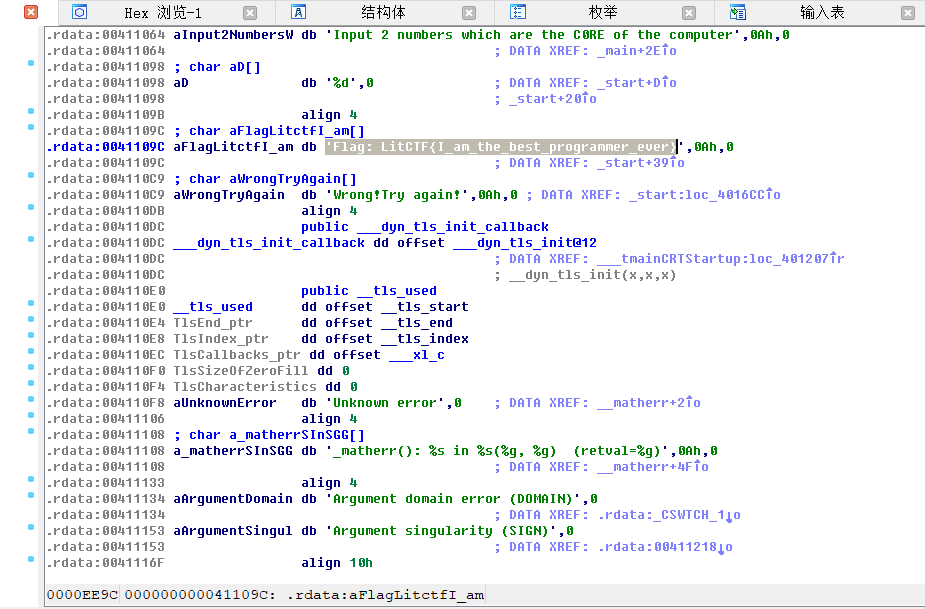 Hex 浏览-1 结构体 枚举 输入表
.rdata:00411064 aInput2NumbersW db 'Input 2 numbers which are the C0RE of the computer',0Ah,0
.rdata:00411064 ; DATA XREF: _main+2E↑o
.rdata:00411098 ; char aD[]
.rdata:00411098 aD db '%d',0 ; DATA XREF: _start+D↑o
.rdata:00411098 ; _start+20↑o
.rdata:0041109B align 4
.rdata:0041109C ; char aFlagLitctfI_am[]
.rdata:0041109C aFlagLitctfI_am db 'Flag: LitCTF{I_am_the_best_programmer_ever}',0Ah,0
.rdata:0041109C ; DATA XREF: _start+39↑o
.rdata:004110C9 ; char aWrongTryAgain[]
.rdata:004110C9 aWrongTryAgain db 'Wrong!Try again!',0Ah,0 ; DATA XREF: _start:loc_4016CC↑o
.rdata:004110DB align 4
.rdata:004110DC public ___dyn_tls_init_callback
.rdata:004110DC ___dyn_tls_init_callback dd offset ___dyn_tls_init@12
.rdata:004110DC ; DATA XREF: ___tmainCRTStartup:loc_401207↑r
.rdata:004110DC ; __dyn_tls_init(x,x,x)
.rdata:004110E0 public __tls_used
.rdata:004110E0 __tls_used dd offset __tls_start
.rdata:004110E4 TlsEnd_ptr dd offset __tls_end
.rdata:004110E8 TlsIndex_ptr dd offset __tls_index
.rdata:004110EC TlsCallbacks_ptr dd offset ___xl_c
.rdata:004110F0 TlsSizeOfZeroFill dd 0
.rdata:004110F4 TlsCharacteristics dd 0
.rdata:004110F8 aUnknownError db 'Unknown error',0 ; DATA XREF: __matherr+2↑o
.rdata:00411106 align 4
.rdata:00411108 ; char a_matherrSInSGG[]
.rdata:00411108 a_matherrSInSGG db '_matherr(): %s in %s(%g, %g)  (retval=%g)',0Ah,0
.rdata:00411108 ; DATA XREF: __matherr+4F↑o
.rdata:00411133 align 4
.rdata:00411134 aArgumentDomain db 'Argument domain error (DOMAIN)',0
.rdata:00411134 ; DATA XREF: .rdata:_CSWTCH_1↓o
.rdata:00411153 aArgumentSingul db 'Argument singularity (SIGN)',0
.rdata:00411153 ; DATA XREF: .rdata:00411218↓o
.rdata:0041116F align 10h
0000EE9C 000000000041109C: .rdata:aFlagLitctfI_am